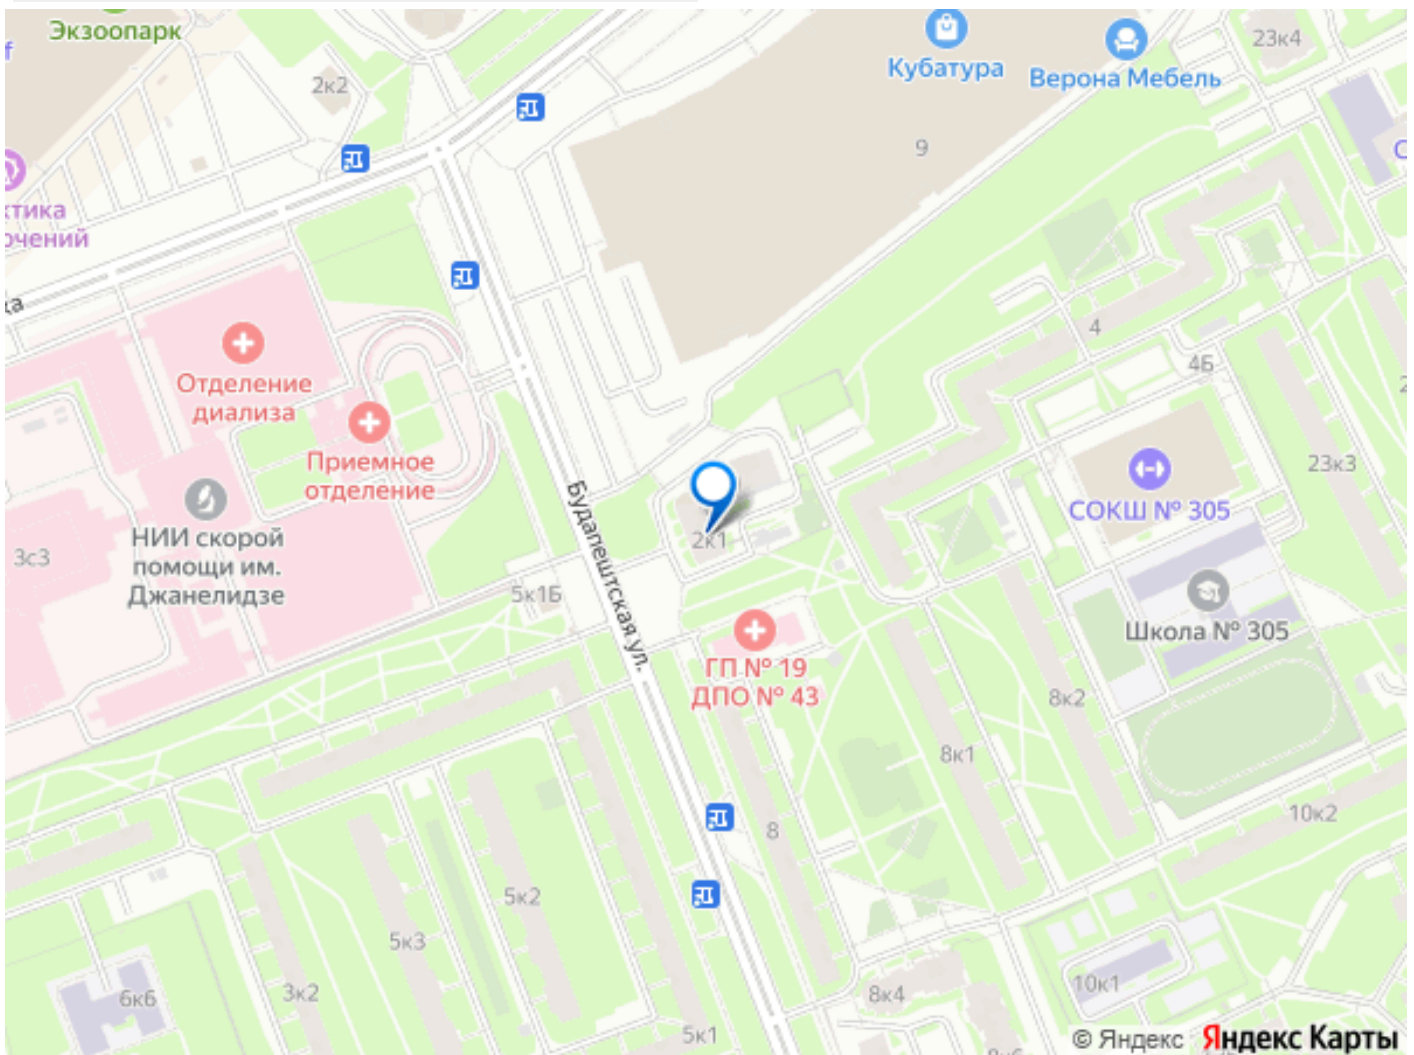 Экзоопарк
2к2
Кубатура
Верона Мебель
23к4
9
ктика
очений
Отделение
диализа
Приемное
отделение
НИИ скорой
помощи им.
Джанелидзе
3с3
Будапештская ул.
2к1
5к1Б
4
4Б
23к3
СОКШ № 305
Школа № 305
ГП № 19
ДПО № 43
8к2
8к1
8
10к2
5к2
5к3
3к2
6к6
8к4
10к1
5к1
© Яндекс Яндекс Карты